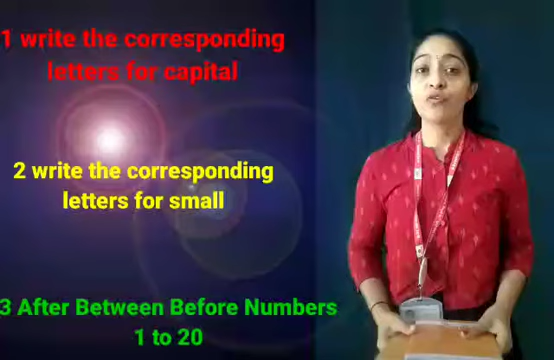 1 write the corresponding
letters for capital
2 write the corresponding
letters for small
3 After Between Before Numbers
1 to 20